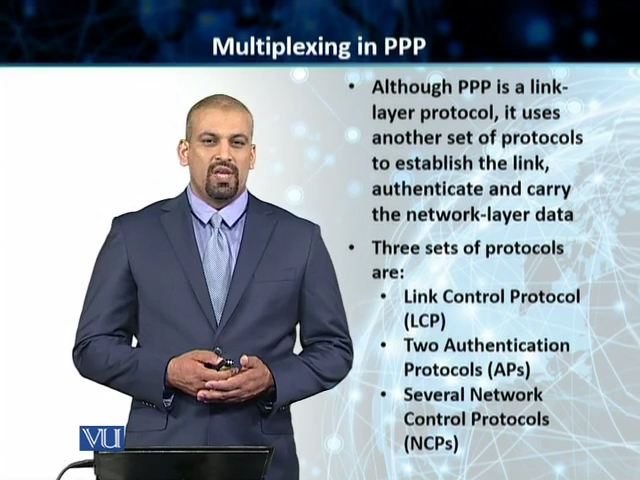 Multiplexing in PPP
• Although PPP is a link-
layer protocol, it uses
another set of protocols
to establish the link,
authenticate and carry
the network-layer data
• Three sets of protocols
are:
• Link Control Protocol
(LCP)
• Two Authentication
Protocols (APs)
• Several Network
Control Protocols
(NCPs)
VU